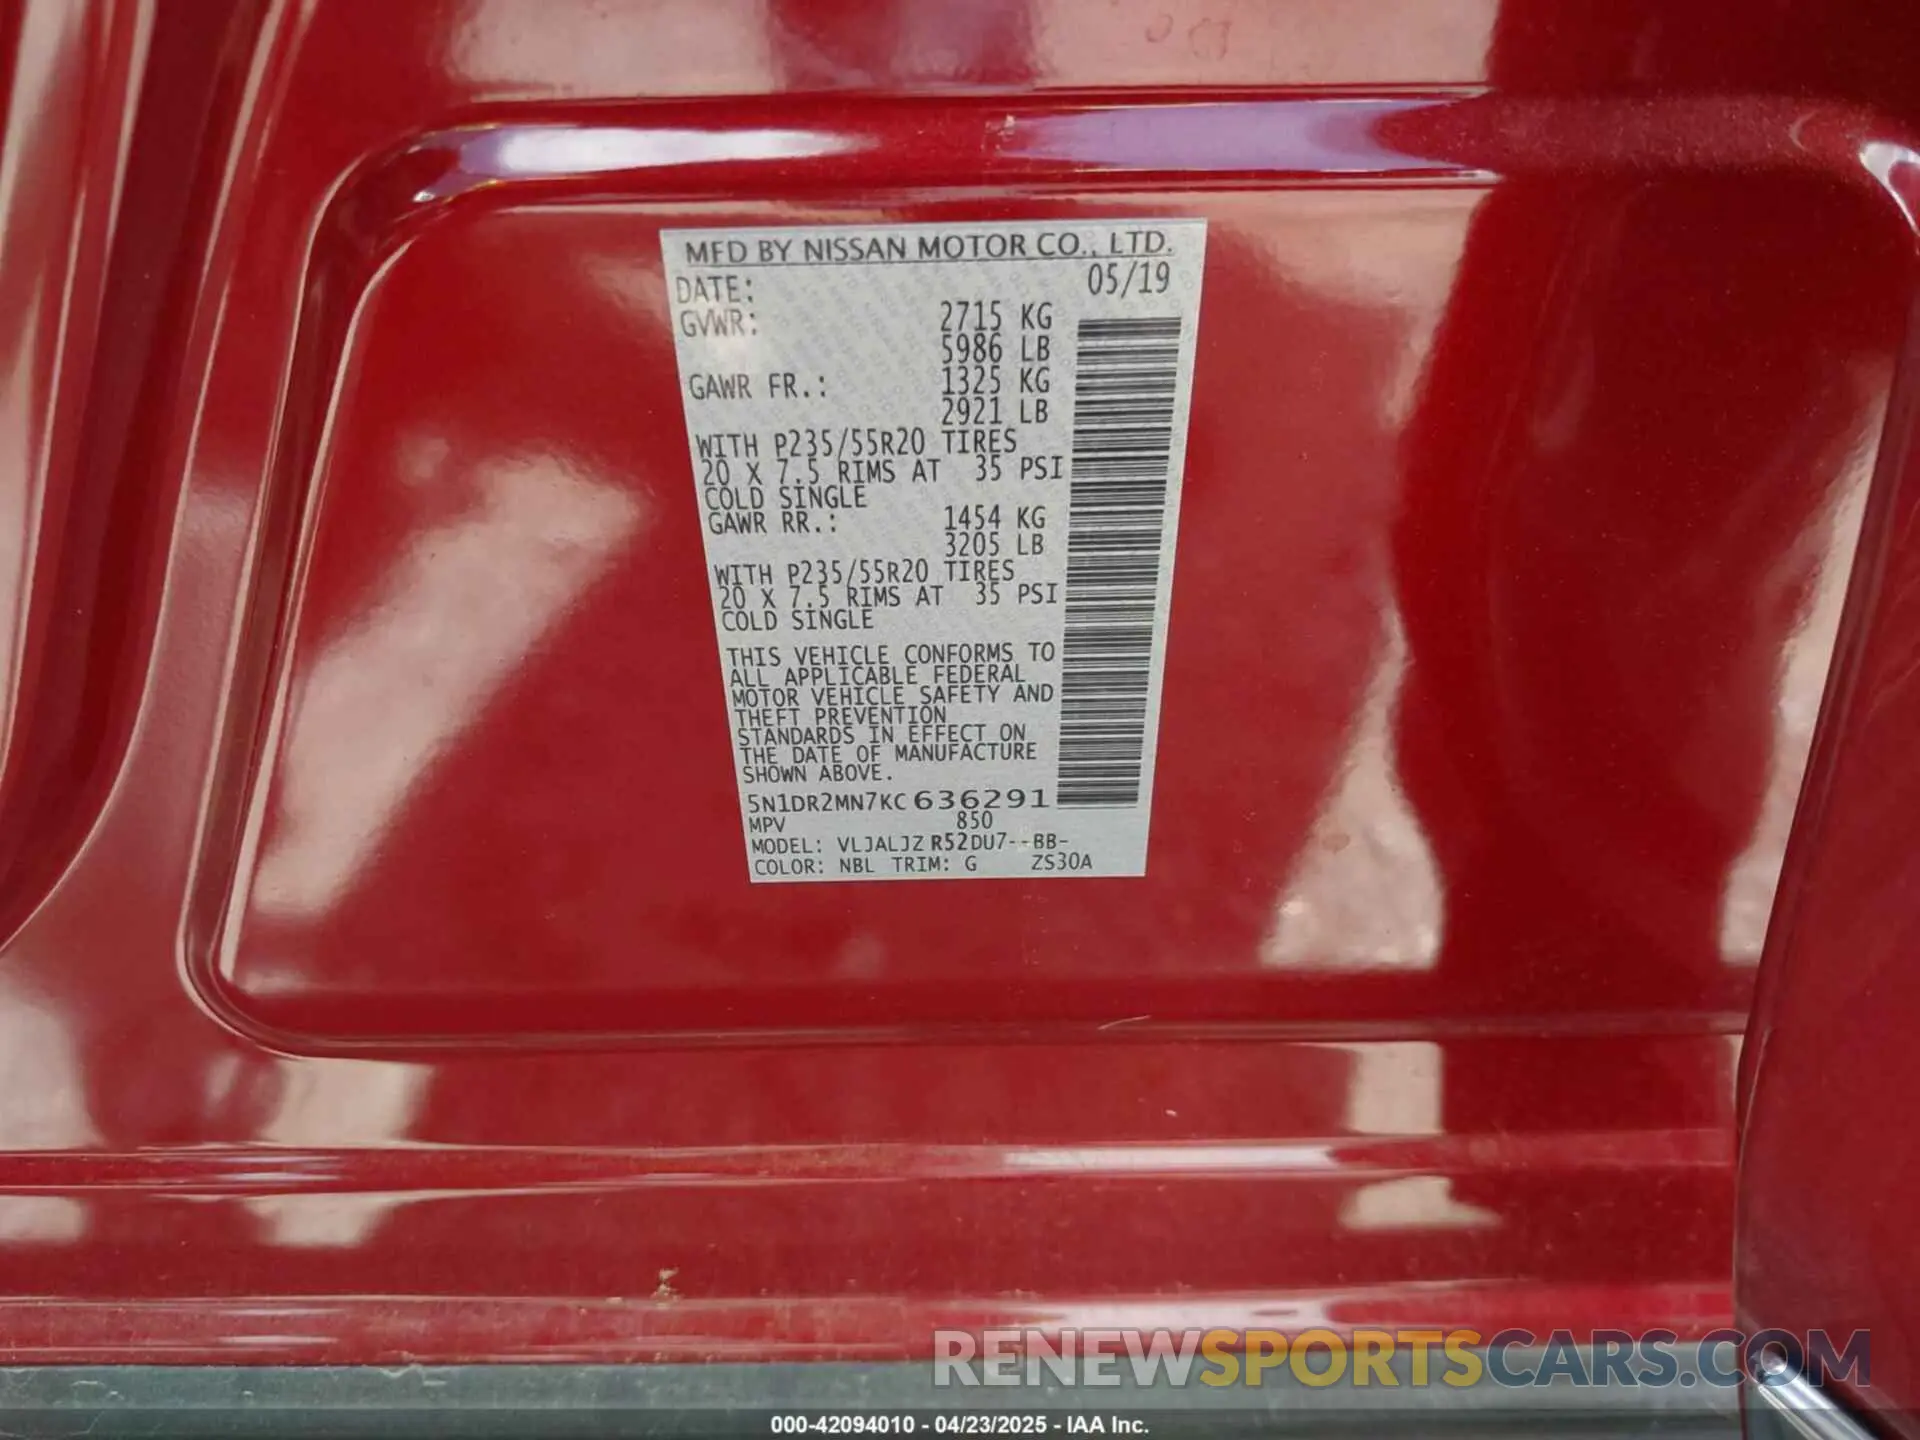 MFD BY NISSAN MOTOR CO., LTD.
DATE: 05/19
GVWR: 2715 KG
5986 LB
GAWR FR.: 1325 KG
2921 LB
WITH P235/55R20 TIRES
20 X 7.5 RIMS AT 35 PSI
COLD SINGLE
GAWR RR.: 1454 KG
3205 LB
WITH P235/55R20 TIRES
20 X 7.5 RIMS AT 35 PSI
COLD SINGLE
THIS VEHICLE CONFORMS TO
ALL APPLICABLE FEDERAL
MOTOR VEHICLE SAFETY AND
THEFT PREVENTION
STANDARDS IN EFFECT ON
THE DATE OF MANUFACTURE
SHOWN ABOVE.
5N1DR2MN7KC636291
MPV 850
MODEL: VLJALJZ R52DU7--BB-
COLOR: NBL TRIM: G ZS30A
RENEWSPORTSCARS.COM
000-42094010 - 04/23/2025 - IAA Inc.